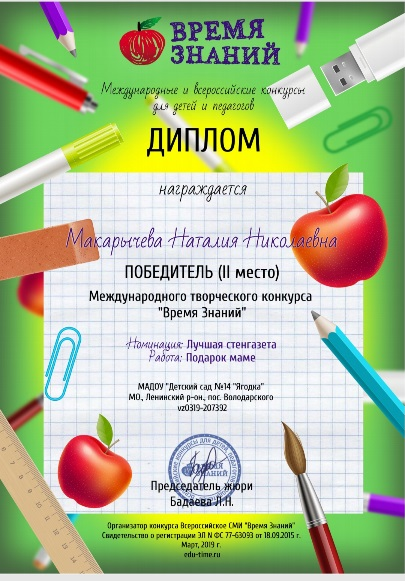 ВРЕМЯ
ЗНАНИЙ
Международные и всероссийские конкурсы
для детей и педагогов
ДИПЛОМ
награждается
Макарычева Наталия Николаевна
ПОБЕДИТЕЛЬ (II место)
Международного творческого конкурса
"Время Знаний"
Номинация: Лучшая стенгазета
Работа: Подарок маме
МАДОУ "Детский сад №14 "Ягодка"
МО., Ленинский р-он., пос. Володарского
vz0319-207392
Председатель жюри
Бадаева Л.Н.
Организатор конкурса Всероссийское СМИ "Время Знаний"
Свидетельство о регистрации ЭЛ N ФС 77-63093 от 18.09.2015 г.
Март, 2019 г.
edu-time.ru